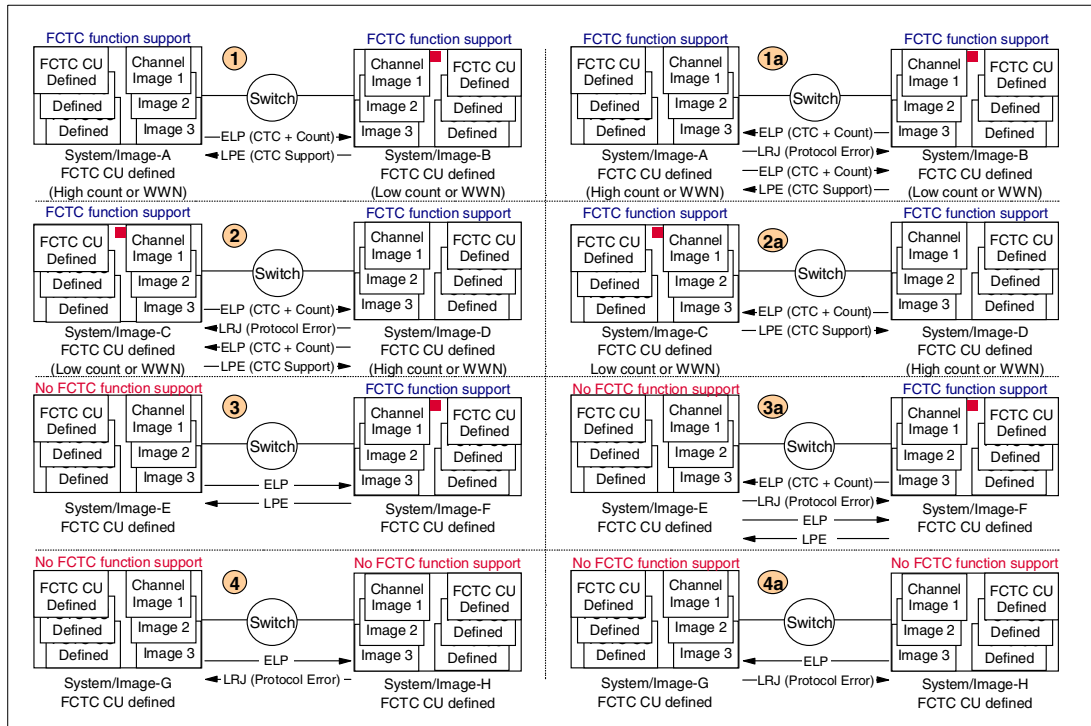 FCTC function support
1
FCTC function support
FCTC CU
Defined
Defined
Defined
Channel
Image 1
Image 2
Image 3
Switch
Channel
Image 1
Image 2
Image 3
FCTC CU
Defined
Defined
Defined
ELP (CTC + Count)
LPE (CTC Support)
System/Image-A
FCTC CU defined
(High count or WWN)
System/Image-B
FCTC CU defined
(Low count or WWN)
FCTC function support
1a
FCTC function support
FCTC CU
Defined
Defined
Defined
Channel
Image 1
Image 2
Image 3
Switch
Channel
Image 1
Image 2
Image 3
FCTC CU
Defined
Defined
Defined
ELP (CTC + Count)
LRJ (Protocol Error)
ELP (CTC + Count)
LPE (CTC Support)
System/Image-A
FCTC CU defined
(High count or WWN)
System/Image-B
FCTC CU defined
(Low count or WWN)
FCTC function support
2
FCTC function support
FCTC CU
Defined
Defined
Defined
Channel
Image 1
Image 2
Image 3
Switch
Channel
Image 1
Image 2
Image 3
FCTC CU
Defined
Defined
Defined
ELP (CTC + Count)
LRJ (Protocol Error)
ELP (CTC + Count)
LPE (CTC Support)
System/Image-C
FCTC CU defined
(Low count or WWN)
System/Image-D
FCTC CU defined
(High count or WWN)
FCTC function support
2a
FCTC function support
FCTC CU
Defined
Defined
Defined
Channel
Image 1
Image 2
Image 3
Switch
Channel
Image 1
Image 2
Image 3
FCTC CU
Defined
Defined
Defined
ELP (CTC + Count)
LPE (CTC Support)
System/Image-C
FCTC CU defined
Low count or WWN)
System/Image-D
FCTC CU defined
(High count or WWN)
No FCTC function support
3
FCTC function support
FCTC CU
Defined
Defined
Defined
Channel
Image 1
Image 2
Image 3
Switch
Channel
Image 1
Image 2
Image 3
FCTC CU
Defined
Defined
Defined
ELP
LPE
System/Image-E
FCTC CU defined
System/Image-F
FCTC CU defined
No FCTC function support
3a
FCTC function support
FCTC CU
Defined
Defined
Defined
Channel
Image 1
Image 2
Image 3
Switch
Channel
Image 1
Image 2
Image 3
FCTC CU
Defined
Defined
Defined
ELP (CTC + Count)
LRJ (Protocol Error)
ELP
LPE
System/Image-E
FCTC CU defined
System/Image-F
FCTC CU defined
No FCTC function support
4
No FCTC function support
FCTC CU
Defined
Defined
Defined
Channel
Image 1
Image 2
Image 3
Switch
Channel
Image 1
Image 2
Image 3
FCTC CU
Defined
Defined
Defined
ELP
LRJ (Protocol Error)
System/Image-G
FCTC CU defined
System/Image-H
FCTC CU defined
No FCTC function support
4a
No FCTC function support
FCTC CU
Defined
Defined
Defined
Channel
Image 1
Image 2
Image 3
Switch
Channel
Image 1
Image 2
Image 3
FCTC CU
Defined
Defined
Defined
ELP
LRJ (Protocol Error)
System/Image-G
FCTC CU defined
System/Image-H
FCTC CU defined